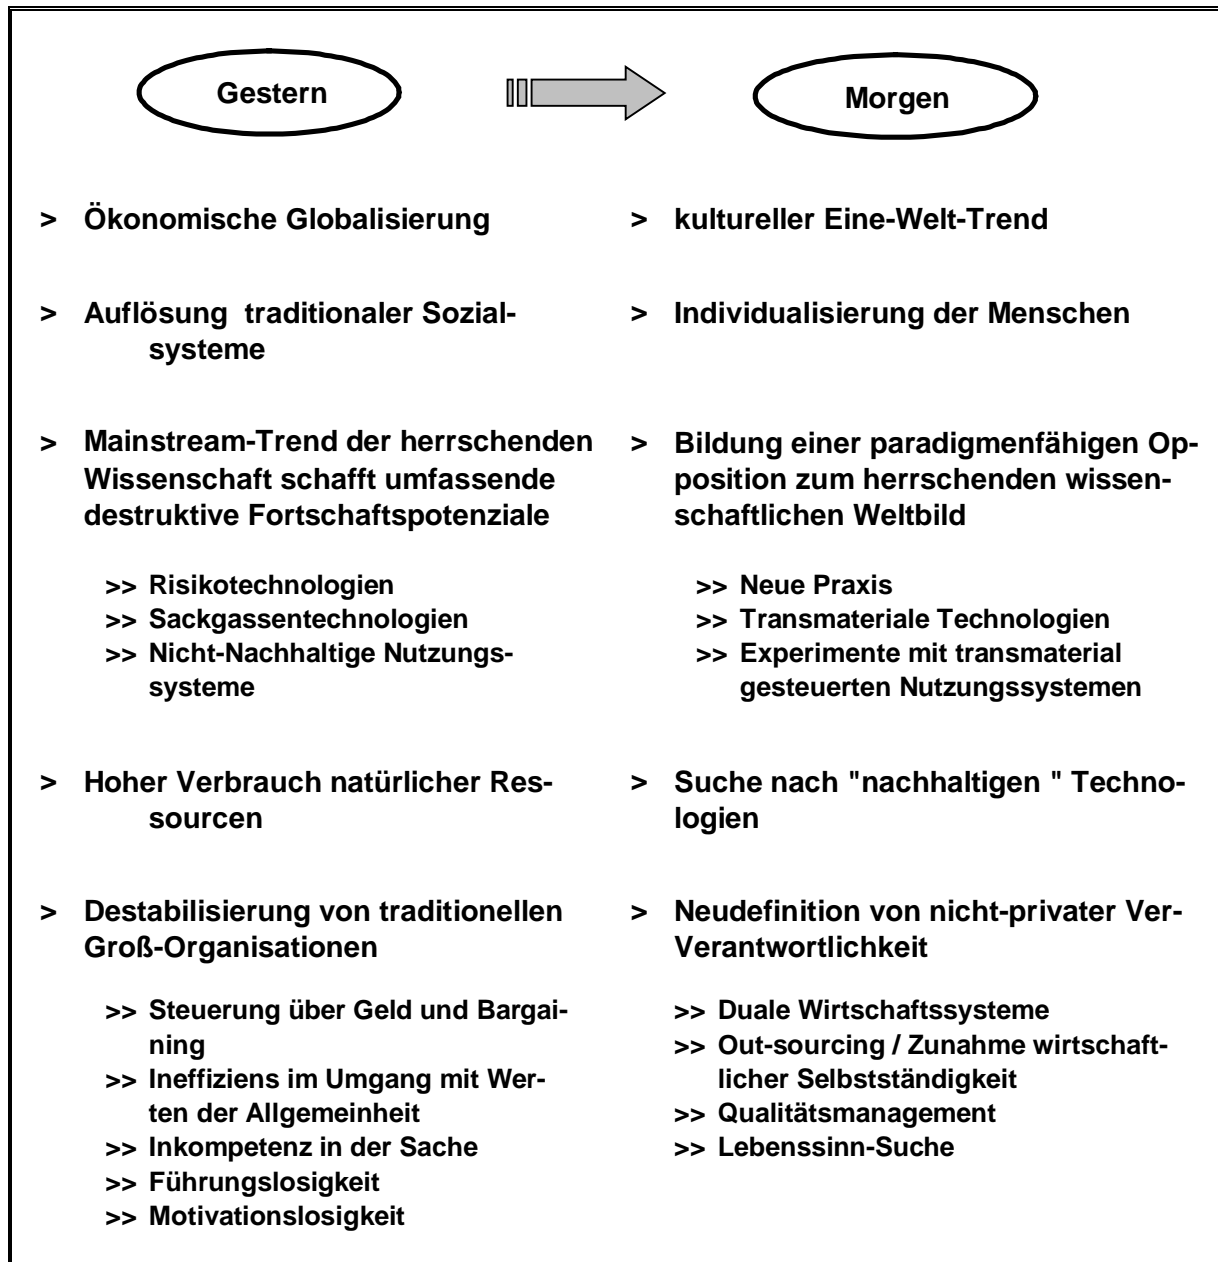 Gestern
Morgen
> Ökonomische Globalisierung
> Auflösung traditionaler Sozial-
systeme
> Mainstream-Trend der herrschenden
Wissenschaft schafft umfassende
destruktive Fortschaftspotenziale
>> Risikotechnologien
>> Sackgassentechnologien
>> Nicht-Nachhaltige Nutzungs-
systeme
> Hoher Verbrauch natürlicher Res-
sourcen
> Destabilisierung von traditionellen
Groß-Organisationen
>> Steuerung über Geld und Bargai-
ning
>> Ineffiziens im Umgang mit Wer-
ten der Allgemeinheit
>> Inkompetenz in der Sache
>> Führungslosigkeit
>> Motivationslosigkeit
> kultureller Eine-Welt-Trend
> Individualisierung der Menschen
> Bildung einer paradigmenfähigen Op-
position zum herrschenden wissen-
schaftlichen Weltbild
>> Neue Praxis
>> Transmateriale Technologien
>> Experimente mit transmaterial
gesteuerten Nutzungssystemen
> Suche nach "nachhaltigen " Techno-
logien
> Neudefinition von nicht-privater Ver-
Verantwortlichkeit
>> Duale Wirtschaftssysteme
>> Out-sourcing / Zunahme wirtschaft-
licher Selbstständigkeit
>> Qualitätsmanagement
>> Lebenssinn-Suche